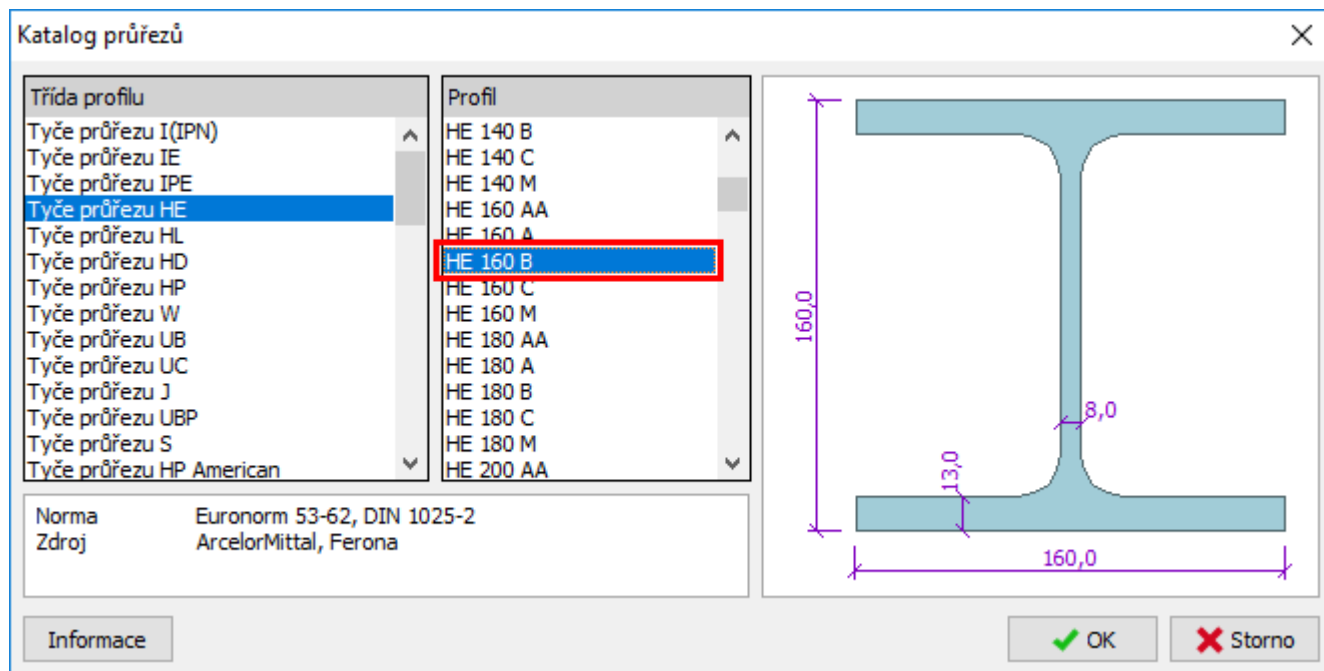 Katalog průřezů
Třída profilu
Tyče průřezu I(IPN)
Tyče průřezu IE
Tyče průřezu IPE
Tyče průřezu HE
Tyče průřezu HL
Tyče průřezu HD
Tyče průřezu HP
Tyče průřezu W
Tyče průřezu UB
Tyče průřezu UC
Tyče průřezu J
Tyče průřezu UBP
Tyče průřezu S
Tyče průřezu HP American
Profil
HE 140 B
HE 140 C
HE 140 M
HE 160 AA
HE 160 A
HE 160 B
HE 160 C
HE 160 M
HE 180 AA
HE 180 A
HE 180 B
HE 180 C
HE 180 M
HE 200 AA
160,0
8,0
13,0
160,0
Norma Euronorm 53-62, DIN 1025-2
Zdroj ArcelorMittal, Ferona
Informace
OK
Storno